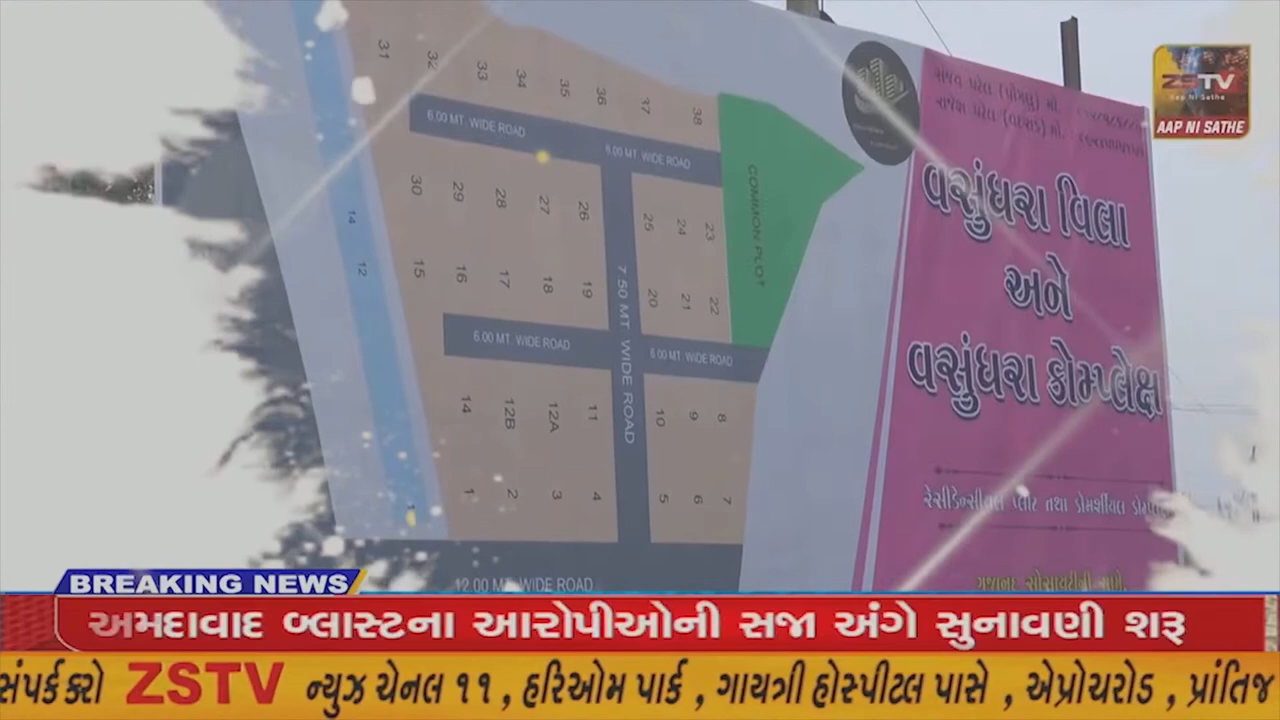 31 32 33 34 35 36 37 38
6.00 MT. WIDE ROAD
6.00 MT. WIDE ROAD
30 29 28 27 26 25 24 23
COMMON PLOT
14
12
15 16 17 18 19 20 21 22
7.50 MT. WIDE ROAD
6.00 MT. WIDE ROAD
6.00 MT. WIDE ROAD
14 12B 12A 11 10 9 8
1 2 3 4 5 6 7
12.00 MT. WIDE ROAD
વસુંધરા વિલા
અને
વસુંધરા કોમ્પ્લેક્ષ
રેસીડેન્સીયલ પ્લોટ તથા કોમર્શીયલ
ગજાનંદ સોસાયટીની સામે,
ZSTV
Aap Ni Sathe
AAP NI SATHE
BREAKING NEWS
અમદાવાદ બ્લાસ્ટના આરોપીઓની સજા અંગે સુનાવણી શરૂ
સંપર્ક કરો ZSTV ન્યુઝ ચેનલ ૧૧ , હરિઓમ પાર્ક , ગાયત્રી હોસ્પીટલ પાસે , એપ્રોચરોડ , પ્રાંતિજ